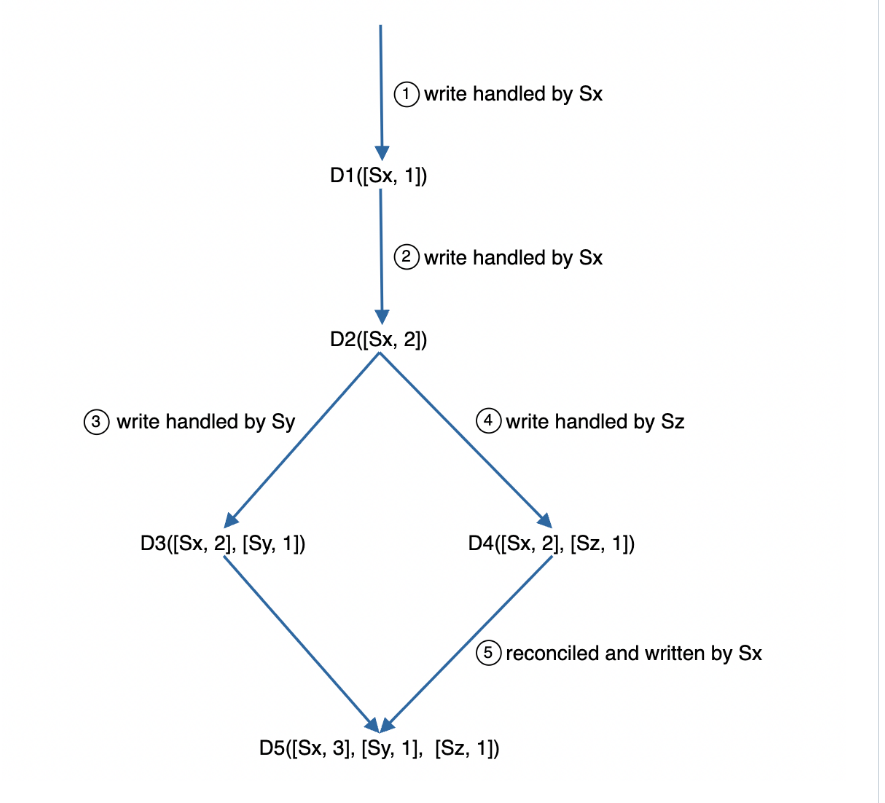 ① write handled by Sx
D1([Sx, 1])
② write handled by Sx
D2([Sx, 2])
③ write handled by Sy
④ write handled by Sz
D3([Sx, 2], [Sy, 1])
D4([Sx, 2], [Sz, 1])
⑤ reconciled and written by Sx
D5([Sx, 3], [Sy, 1], [Sz, 1])